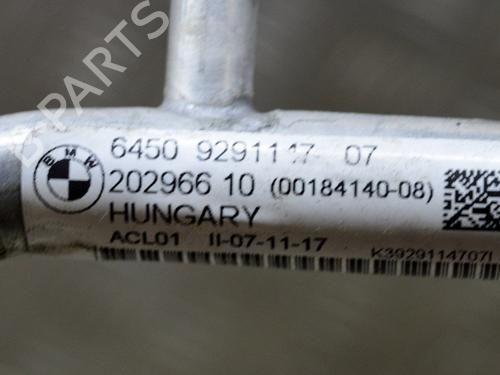 B-PARTS
BMW
6450 9291147 07
202966 10 (00184140-08)
HUNGARY
ACL01 II-07-11-17
K3929114707I